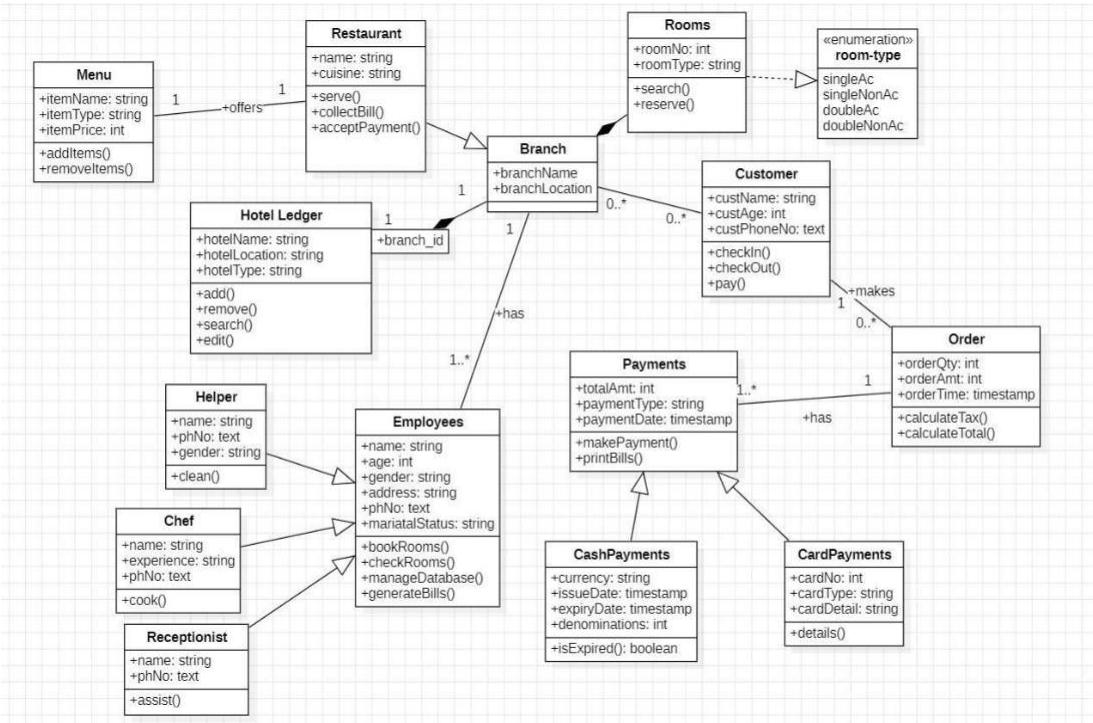 Menu
+itemName: string
+itemType: string
+itemPrice: int
+addItems()
+removeItems()
1
+offers
1
Restaurant
+name: string
+cuisine: string
+serve()
+collectBill()
+acceptPayment()
Rooms
+roomNo: int
+roomType: string
+search()
+reserve()
«enumeration»
room-type
singleAc
singleNonAc
doubleAc
doubleNonAc
Branch
+branchName
+branchLocation
1
1
0..*
0..*
Customer
+custName: string
+custAge: int
+custPhoneNo: text
+checkIn()
+checkOut()
+pay()
Hotel Ledger
+hotelName: string
+hotelLocation: string
+hotelType: string
+add()
+remove()
+search()
+edit()
1
+branch_id
+has
1..*
+makes
1
0..*
Order
+orderQty: int
+orderAmt: int
+orderTime: timestamp
+calculateTax()
+calculateTotal()
Payments
+totalAmt: int
+paymentType: string
+paymentDate: timestamp
+makePayment()
+printBills()
1..*
1
+has
Helper
+name: string
+phNo: text
+gender: string
+clean()
Employees
+name: string
+age: int
+gender: string
+address: string
+phNo: text
+mariatalStatus: string
+bookRooms()
+checkRooms()
+manageDatabase()
+generateBills()
Chef
+name: string
+experience: string
+phNo: text
+cook()
Receptionist
+name: string
+phNo: text
+assist()
CashPayments
+currency: string
+issueDate: timestamp
+expiryDate: timestamp
+denominations: int
+isExpired(): boolean
CardPayments
+cardNo: int
+cardType: string
+cardDetail: string
+details()